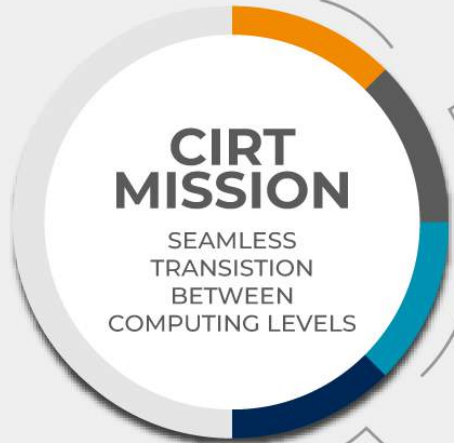 CIRT
MISSION
SEAMLESS
TRANSISTION
BETWEEN
COMPUTING LEVELS